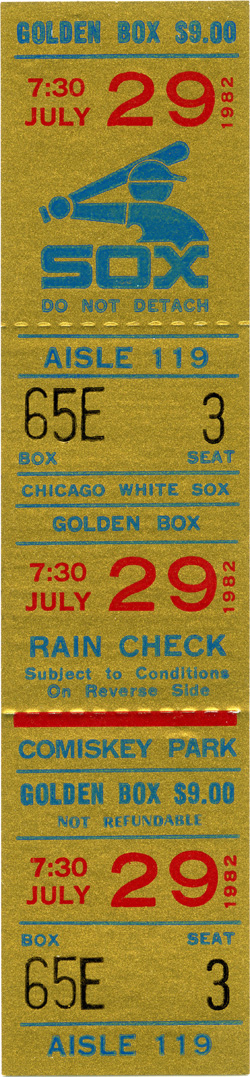 GOLDEN BOX $9.00
7:30
JULY 29 1982
SOX
DO NOT DETACH
AISLE 119
65E 3
BOX SEAT
CHICAGO WHITE SOX
GOLDEN BOX
7:30
JULY 29 1982
RAIN CHECK
Subject to Conditions
On Reverse Side
COMISKEY PARK
GOLDEN BOX $9.00
NOT REFUNDABLE
7:30
JULY 29 1982
BOX SEAT
65E 3
AISLE 119